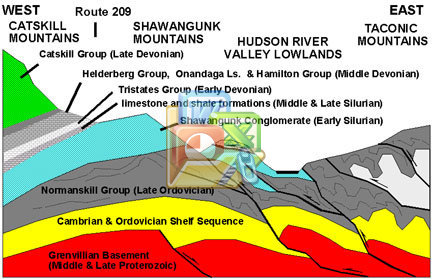 WEST
EAST
CATSKILL
MOUNTAINS
Route 209
SHAWANGUNK
MOUNTAINS
HUDSON RIVER
VALLEY LOWLANDS
TACONIC
MOUNTAINS
Catskill Group (Late Devonian)
Helderberg Group, Onandaga Ls. & Hamilton Group (Middle Devonian)
Tristates Group (Early Devonian)
limestone and shale formations (Middle & Late Silurian)
Shawangunk Conglomerate (Early Silurian)
Normanskill Group (Late Ordovician)
Cambrian & Ordovician Shelf Sequence
Grenvillian Basement
(Middle & Late Proterozoic)